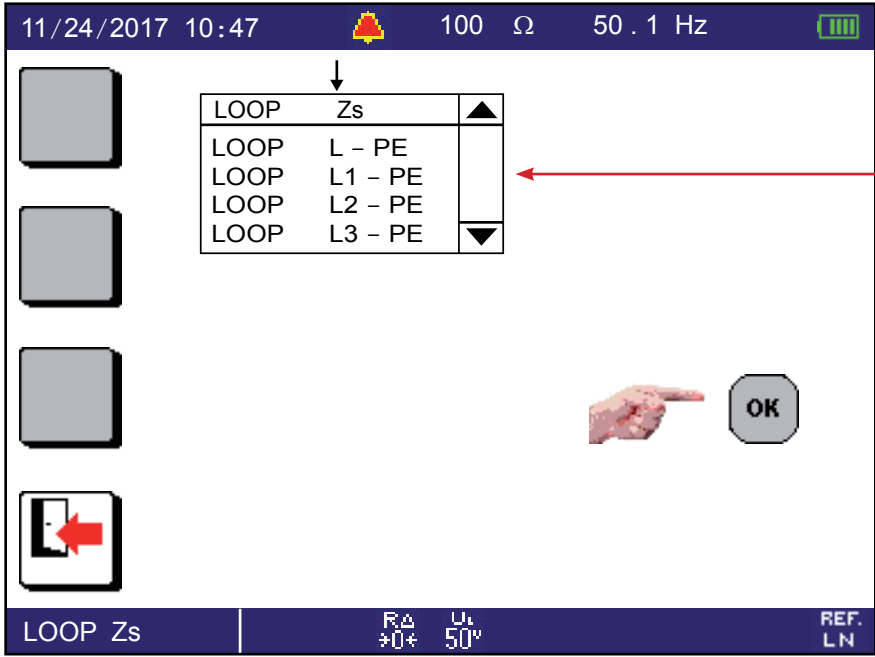 11/24/2017 10:47 100 Ω 50.1 Hz
LOOP Zs
LOOP L – PE
LOOP L1 – PE
LOOP L2 – PE
LOOP L3 – PE
OK
LOOP Zs
RΔ
>0<
UL
50V
REF.
LN